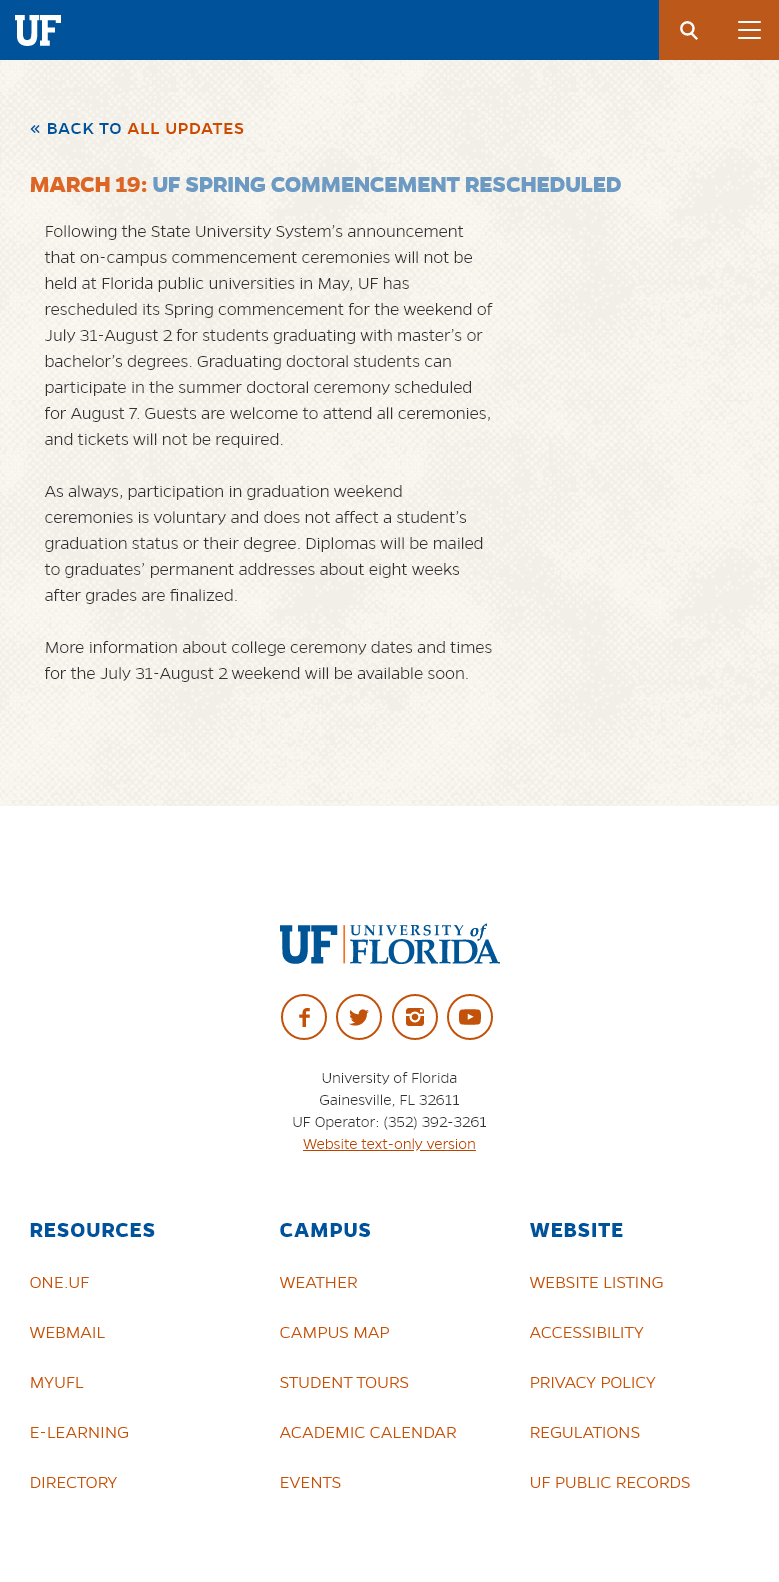 UF
« BACK TO ALL UPDATES
MARCH 19: UF SPRING COMMENCEMENT RESCHEDULED
Following the State University System’s announcement
that on-campus commencement ceremonies will not be
held at Florida public universities in May, UF has
rescheduled its Spring commencement for the weekend of
July 31-August 2 for students graduating with master’s or
bachelor’s degrees. Graduating doctoral students can
participate in the summer doctoral ceremony scheduled
for August 7. Guests are welcome to attend all ceremonies,
and tickets will not be required.
As always, participation in graduation weekend
ceremonies is voluntary and does not affect a student’s
graduation status or their degree. Diplomas will be mailed
to graduates’ permanent addresses about eight weeks
after grades are finalized.
More information about college ceremony dates and times
for the July 31-August 2 weekend will be available soon.
UF UNIVERSITY of
FLORIDA
University of Florida
Gainesville, FL 32611
UF Operator: (352) 392-3261
Website text-only version
RESOURCES
ONE.UF
WEBMAIL
MYUFL
E-LEARNING
DIRECTORY
CAMPUS
WEATHER
CAMPUS MAP
STUDENT TOURS
ACADEMIC CALENDAR
EVENTS
WEBSITE
WEBSITE LISTING
ACCESSIBILITY
PRIVACY POLICY
REGULATIONS
UF PUBLIC RECORDS